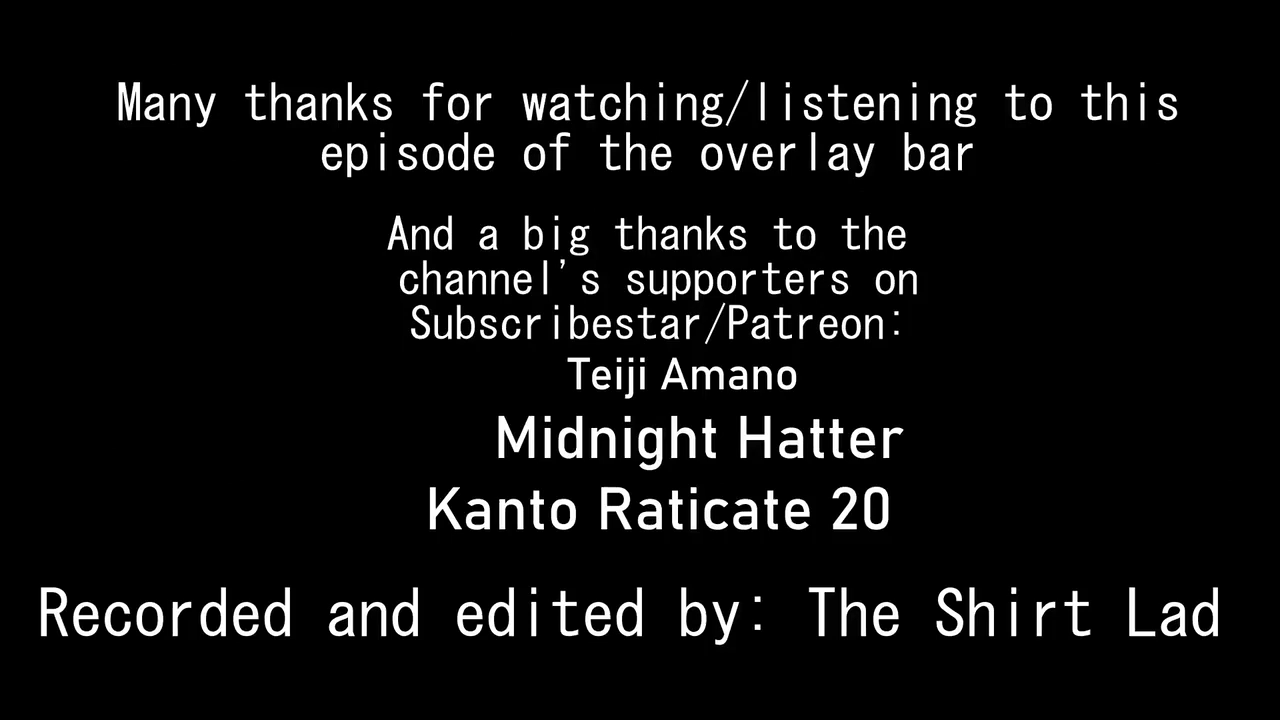 Many thanks for watching/listening to this
episode of the overlay bar
And a big thanks to the
channel's supporters on
Subscribestar/Patreon:
Teiji Amano
Midnight Hatter
Kanto Raticate 20
Recorded and edited by: The Shirt Lad